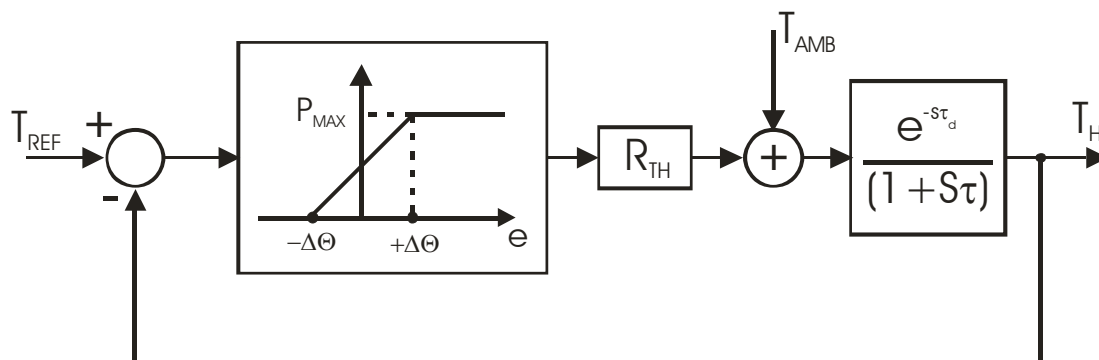 T_REF
+
-
P_MAX
−ΔΘ
+ΔΘ
e
R_TH
T_AMB
+
e^-Sτ_d
(1 + Sτ)
T_H